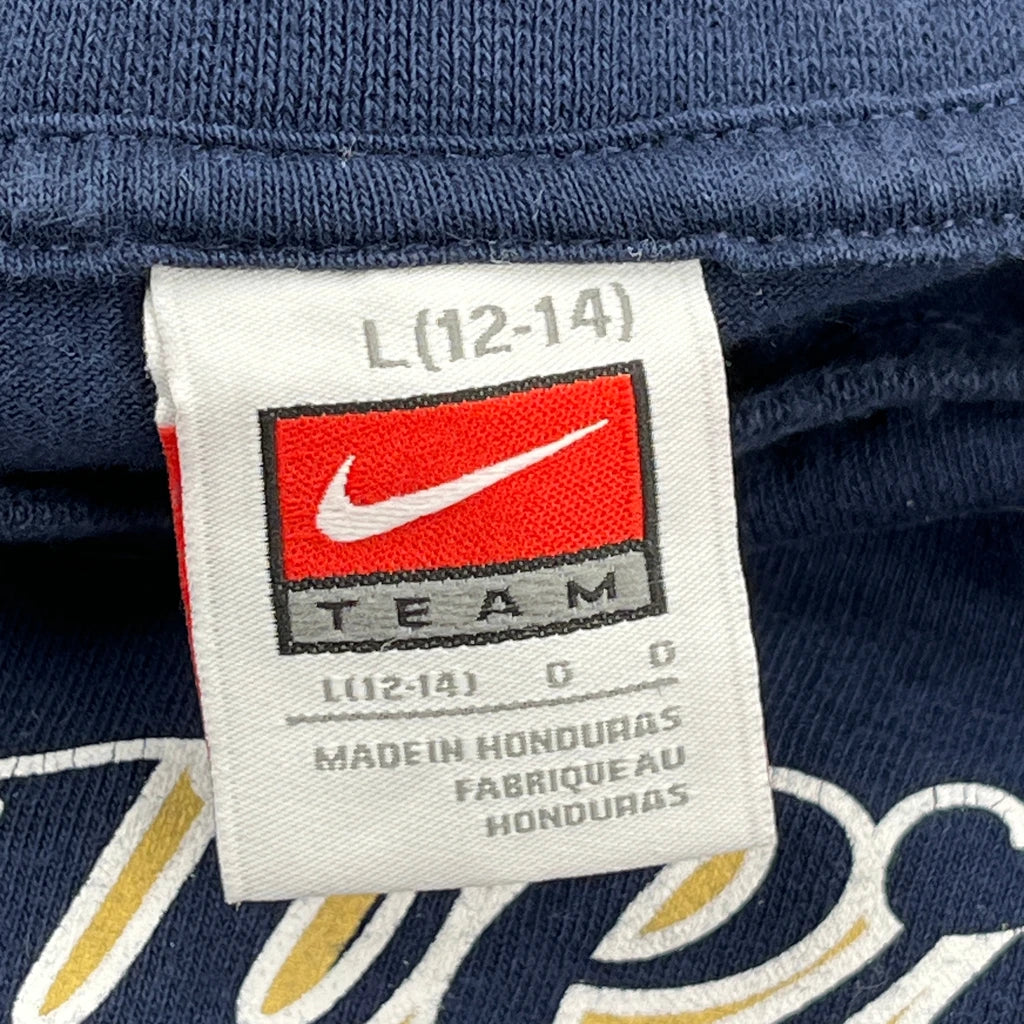 L(12-14)
TEAM
L(12-14) G G
MADE IN HONDURAS
FABRIQUE AU
HONDURAS